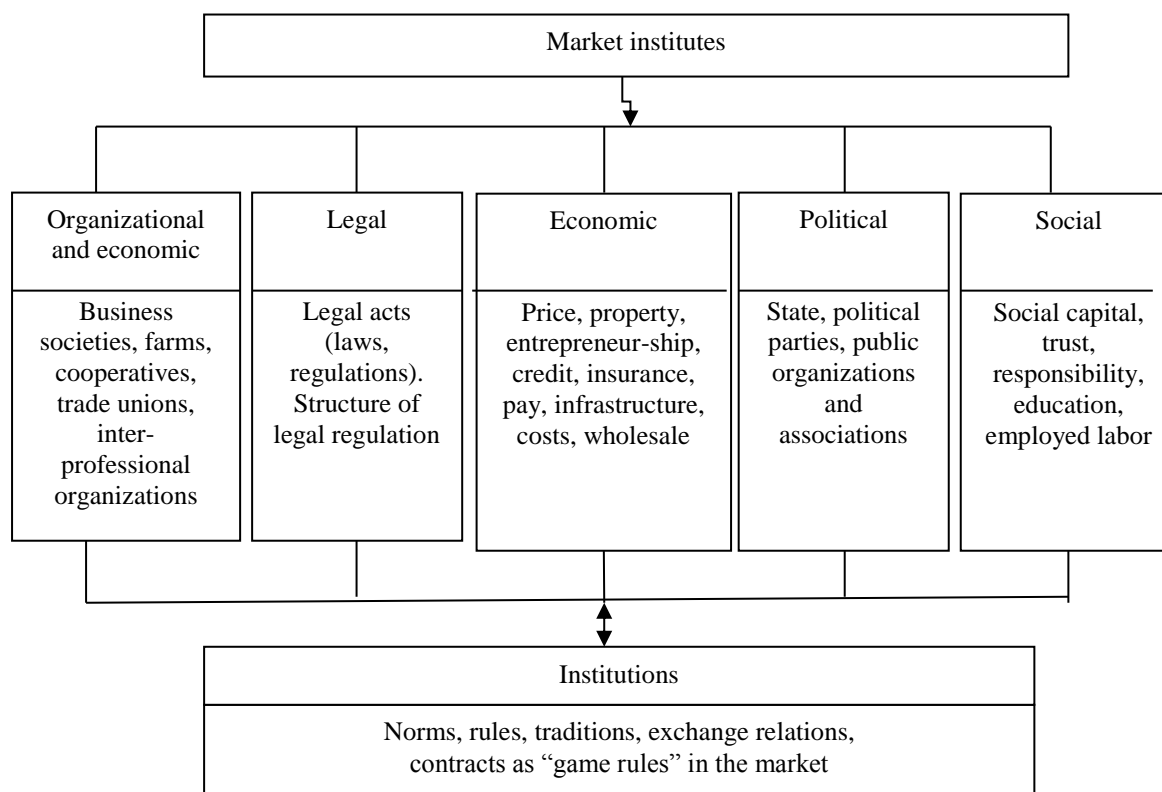 Market institutes
Organizational
and economic
Business
societies, farms,
cooperatives,
trade unions,
inter-
professional
organizations
Legal
Legal acts
(laws,
regulations).
Structure of
legal regulation
Economic
Price, property,
entrepreneur-ship,
credit, insurance,
pay, infrastructure,
costs, wholesale
Political
State, political
parties, public
organizations
and
associations
Social
Social capital,
trust,
responsibility,
education,
employed labor
Institutions
Norms, rules, traditions, exchange relations,
contracts as “game rules” in the market